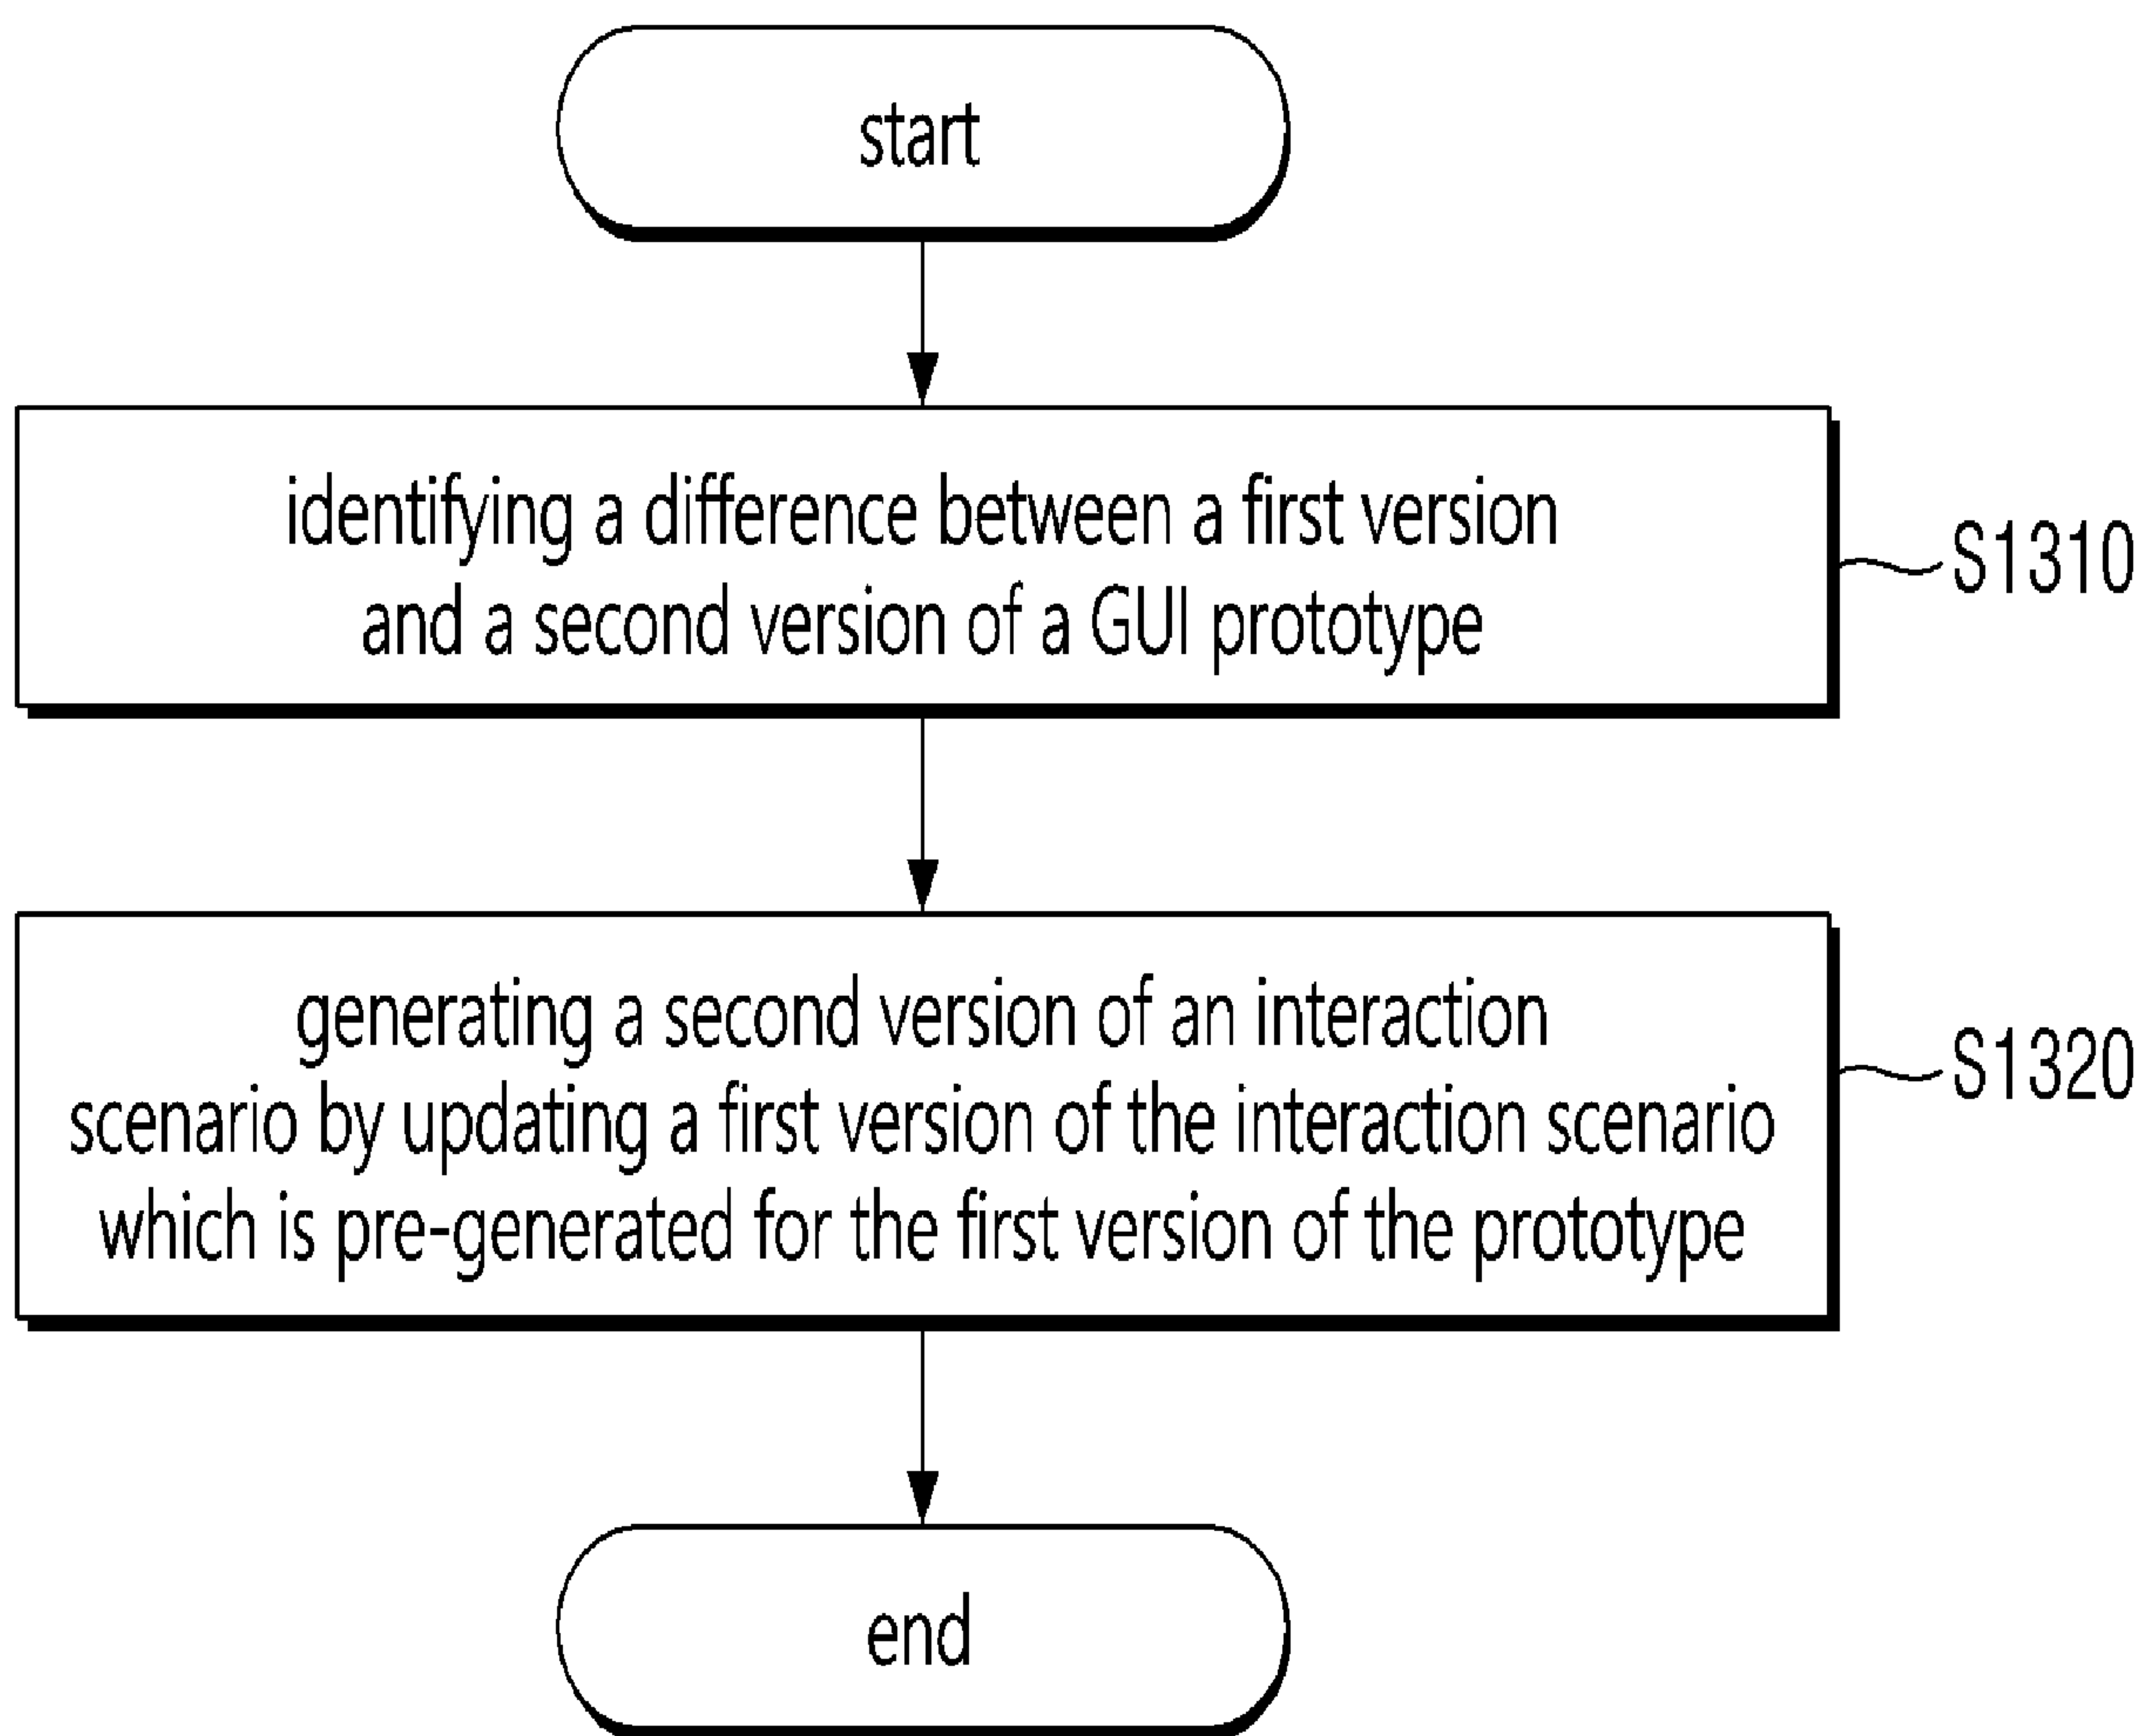 start
identifying a difference between a first version
and a second version of a GUI prototype
S1310
generating a second version of an interaction
scenario by updating a first version of the interaction scenario
which is pre-generated for the first version of the prototype
S1320
end